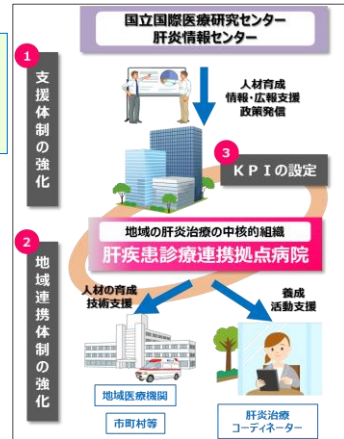 国立国際医療研究センター
肝炎情報センター
1
支援体制の強化
人材育成
情報・広報支援
政策発信
3
KPIの設定
地域の肝炎治療の中核的組織
肝疾患診療連携拠点病院
2
地域連携体制の強化
人材の育成
技術支援
養成
活動支援
地域医療機関
市町村等
肝炎治療
コーディネーター